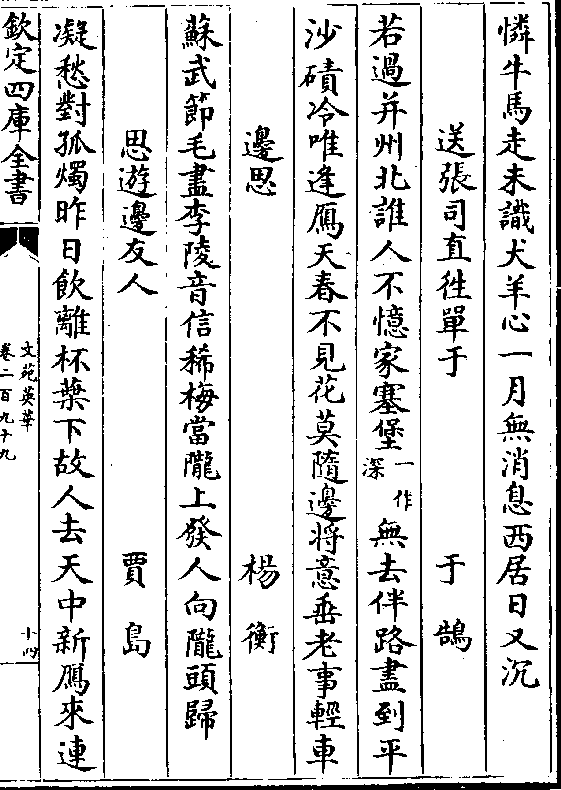 憐牛馬走未識犬羊心一月無消息西居日又沉
送張司直徃單于　于鵠
若過并州北誰人不憶家塞堡一作深無去伴路盡到平
沙磧冷唯逢鴈天春不見花莫隨邊將意垂老事輕車
邊思　楊衡
蘇武節毛盡李陵音信稀梅當隴上發人向隴頭歸
思遊邊友人　賈島
凝愁對孤燭昨日飲離杯葉下故人去天中新鴈來連
欽定四庫全書
文苑英華
卷二百九十九
十四